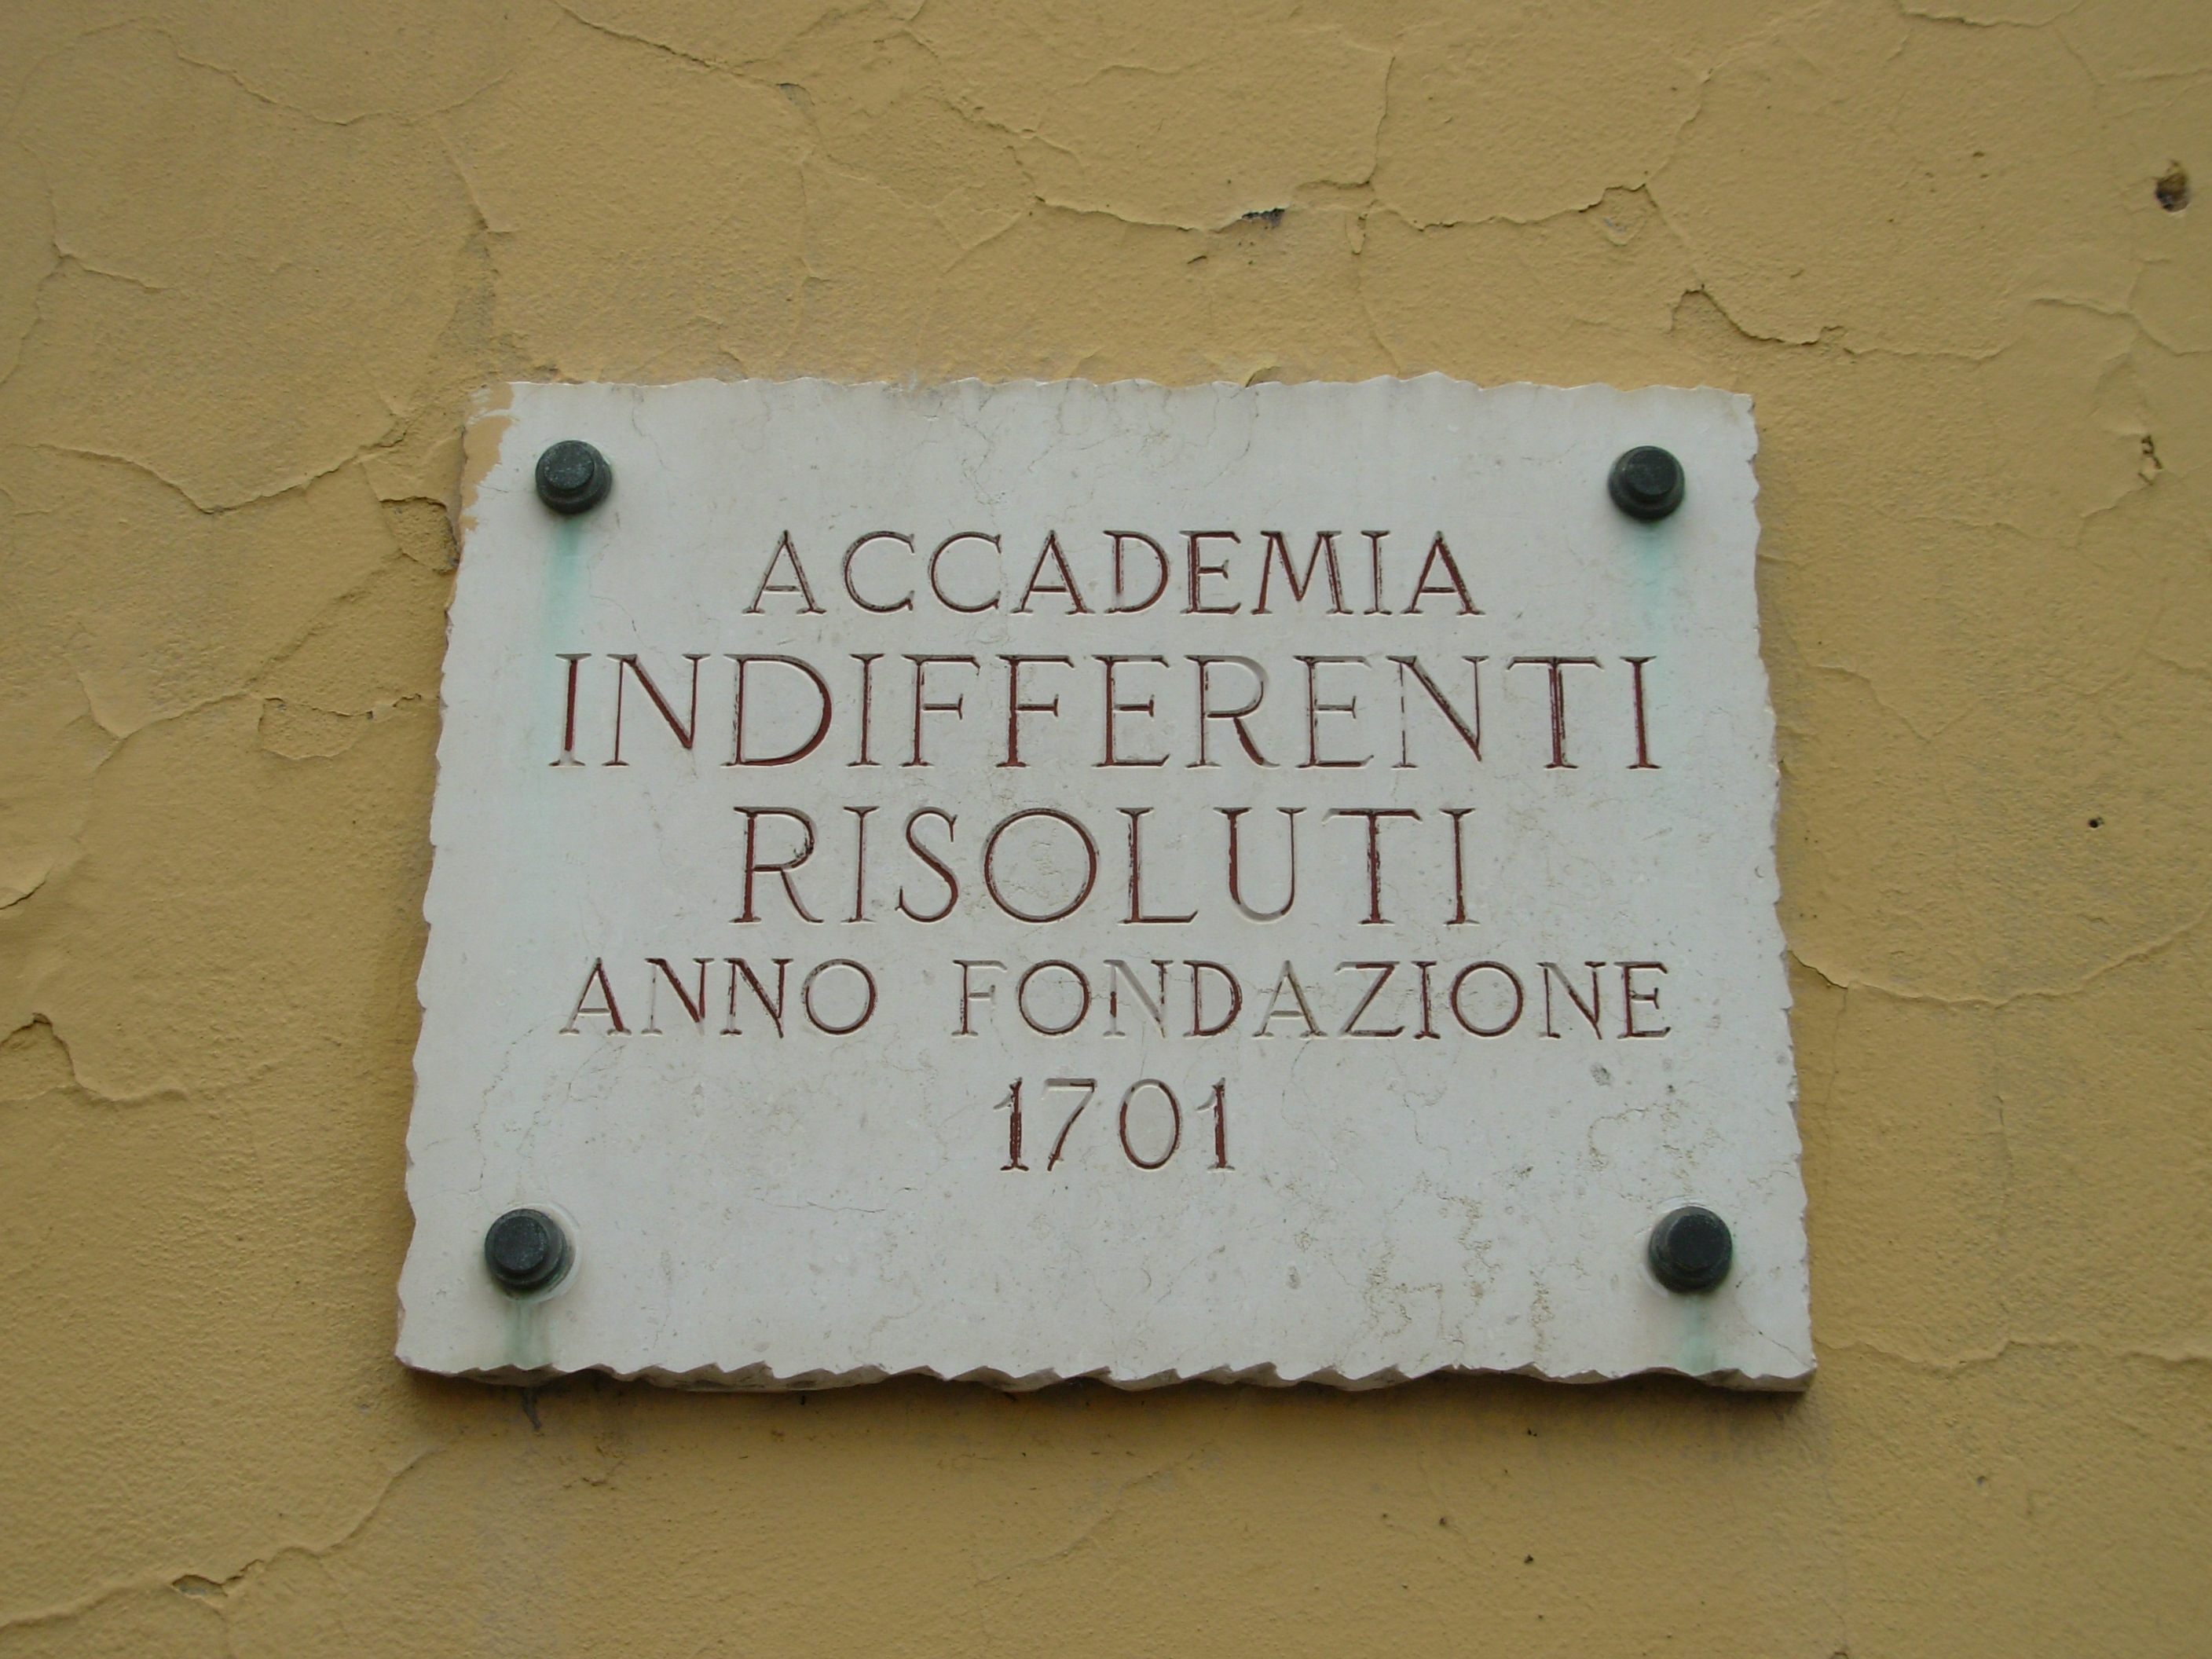 ACCADEMIA
INDIFFERENTI
RISOLUTI
ANNO FONDAZIONE
1701